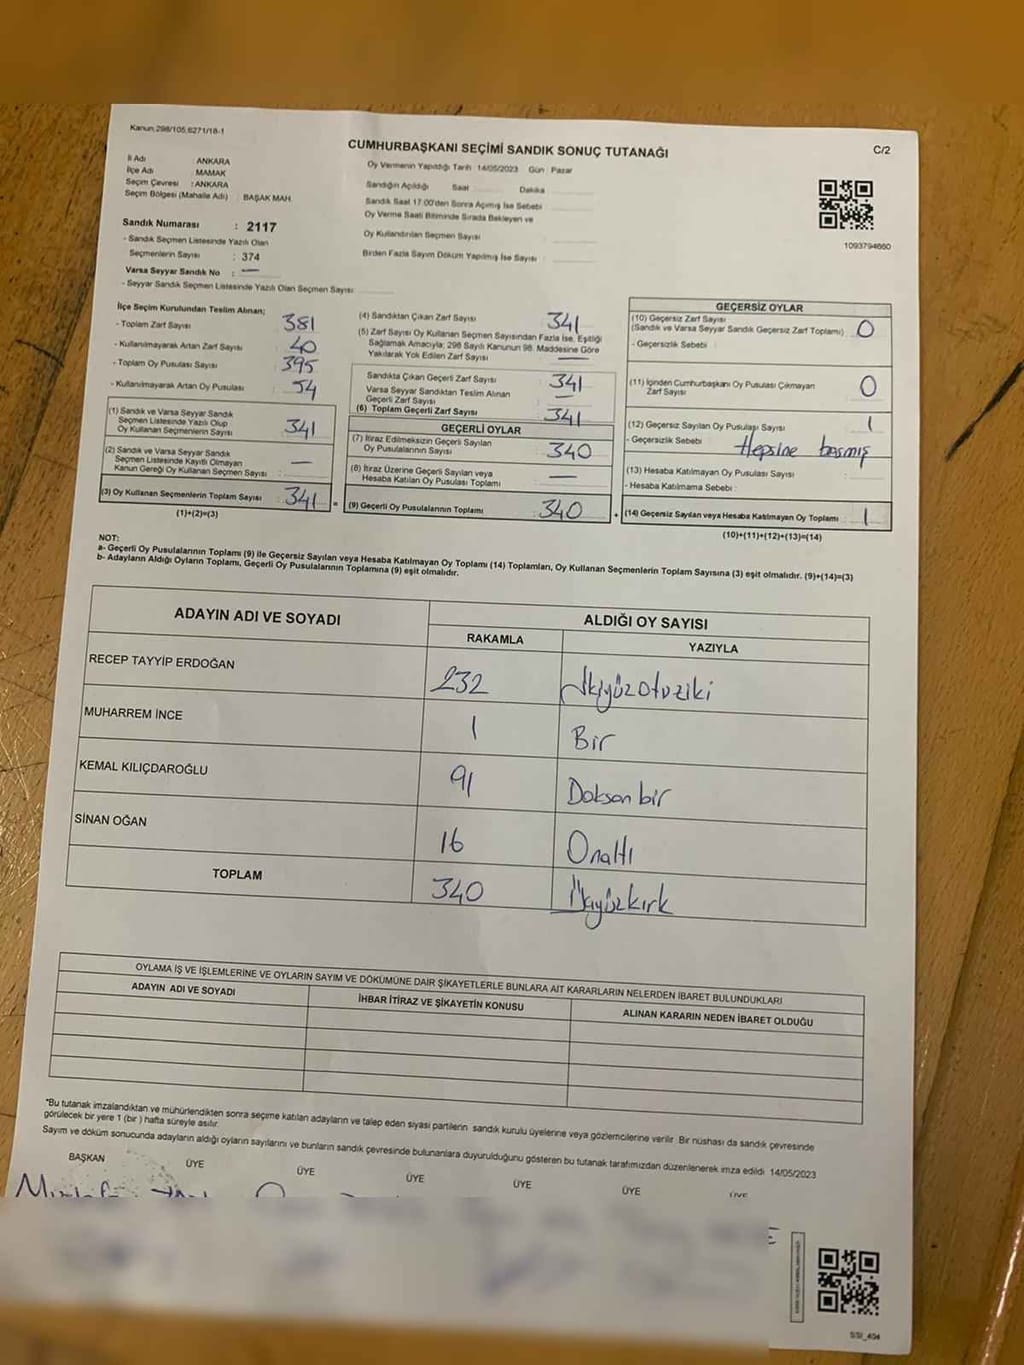 Kanun:298/105,6271/18-1
CUMHURBAŞKANI SEÇİMİ SANDIK SONUÇ TUTANAĞI
C/2
İli Adı : ANKARA
İlçe Adı : MAMAK
Seçim Çevresi : ANKARA
Seçim Bölgesi (Mahalle Adı) BAŞAK MAH.
Sandık Numarası : 2117
- Sandık Seçmen Listesinde Yazılı Olan
Seçmenlerin Sayısı : 374
Varsa Seyyar Sandık No : —
- Seyyar Sandık Seçmen Listesinde Yazılı Olan Seçmen Sayısı
Oy Vermenin Yapıldığı Tarih 14/05/2023 Gün : Pazar
Sandığın Açıldığı Saat Dakika
Sandık Saat 17.00'den Sonra Açılmış İse Sebebi
Oy Verme Saati Bitiminde Sırada Bekleyen ve
Oy Kullandırılan Seçmen Sayısı
Birden Fazla Sayım Döküm Yapılmış İse Sayısı :
1093794660
İlçe Seçim Kurulundan Teslim Alınan;
- Toplam Zarf Sayısı 381
- Kullanılmayarak Artan Zarf Sayısı 40
- Toplam Oy Pusulası Sayısı 395
- Kullanılmayarak Artan Oy Pusulası 54
(1) Sandık ve Varsa Seyyar Sandık
Seçmen Listesinde Yazılı Olup
Oy Kullanan Seçmenlerin Sayısı 341
(2) Sandık ve Varsa Seyyar Sandık
Seçmen Listesinde Kayıtlı Olmayan
Kanun Gereği Oy Kullanan Seçmen Sayısı —
(3) Oy Kullanan Seçmenlerin Toplam Sayısı 341 =
(1)+(2)=(3)
(4) Sandıktan Çıkan Zarf Sayısı 341
(5) Zarf Sayısı Oy Kullanan Seçmen Sayısından Fazla İse, Eşitliği
Sağlamak Amacıyla; 298 Sayılı Kanunun 98. Maddesine Göre
Yakılarak Yok Edilen Zarf Sayısı —
Sandıkta Çıkan Geçerli Zarf Sayısı 341
Varsa Seyyar Sandıktan Teslim Alınan
Geçerli Zarf Sayısı —
(6) Toplam Geçerli Zarf Sayısı 341
GEÇERLİ OYLAR
(7) İtiraz Edilmeksizin Geçerli Sayılan
Oy Pusulalarının Sayısı 340
(8) İtiraz Üzerine Geçerli Sayılan veya
Hesaba Katılan Oy Pusulası Toplamı —
(9) Geçerli Oy Pusulalarının Toplamı 340 +
GEÇERSİZ OYLAR
(10) Geçersiz Zarf Sayısı
(Sandık ve Varsa Seyyar Sandık Geçersiz Zarf Toplamı) 0
- Geçersizlik Sebebi :
(11) İçinden Cumhurbaşkanı Oy Pusulası Çıkmayan
Zarf Sayısı 0
(12) Geçersiz Sayılan Oy Pusulası Sayısı 1
- Geçersizlik Sebebi : Hepsine basmış
(13) Hesaba Katılmayan Oy Pusulası Sayısı
- Hesaba Katılmama Sebebi :
(14) Geçersiz Sayılan veya Hesaba Katılmayan Oy Toplamı 1
(10)+(11)+(12)+(13)=(14)
NOT:
a- Geçerli Oy Pusulalarının Toplamı (9) ile Geçersiz Sayılan veya Hesaba Katılmayan Oy Toplamı (14) Toplamları, Oy Kullanan Seçmenlerin Toplam Sayısına (3) eşit olmalıdır. (9)+(14)=(3)
b- Adayların Aldığı Oyların Toplamı, Geçerli Oy Pusulalarının Toplamına (9) eşit olmalıdır.
ADAYIN ADI VE SOYADI ALDIĞI OY SAYISI
RAKAMLA YAZIYLA
RECEP TAYYİP ERDOĞAN 232 İkiyüzotuziki
MUHARREM İNCE 1 Bir
KEMAL KILIÇDAROĞLU 91 Doksan bir
SİNAN OĞAN 16 Onaltı
TOPLAM 340 Üçyüzkırk
OYLAMA İŞ VE İŞLEMLERİNE VE OYLARIN SAYIM VE DÖKÜMÜNE DAİR ŞİKAYETLERLE BUNLARA AİT KARARLARIN NELERDEN İBARET BULUNDUKLARI
ADAYIN ADI VE SOYADI İHBAR İTİRAZ VE ŞİKAYETİN KONUSU ALINAN KARARIN NEDEN İBARET OLDUĞU
"Bu tutanak imzalandıktan ve mühürlendikten sonra seçime katılan adayların ve talep eden siyasi partilerin sandık kurulu üyelerine veya gözlemcilerine verilir. Bir nüshası da sandık çevresinde
görülecek bir yere 1 (bir) hafta süreyle asılır.
Sayım ve döküm sonucunda adayların aldığı oyların sayılarını ve bunların sandık çevresinde bulunanlara duyurulduğunu gösteren bu tutanak tarafımızdan düzenlenerek imza edildi. 14/05/2023
BAŞKAN ÜYE ÜYE ÜYE ÜYE ÜYE ÜYE
SSI_404